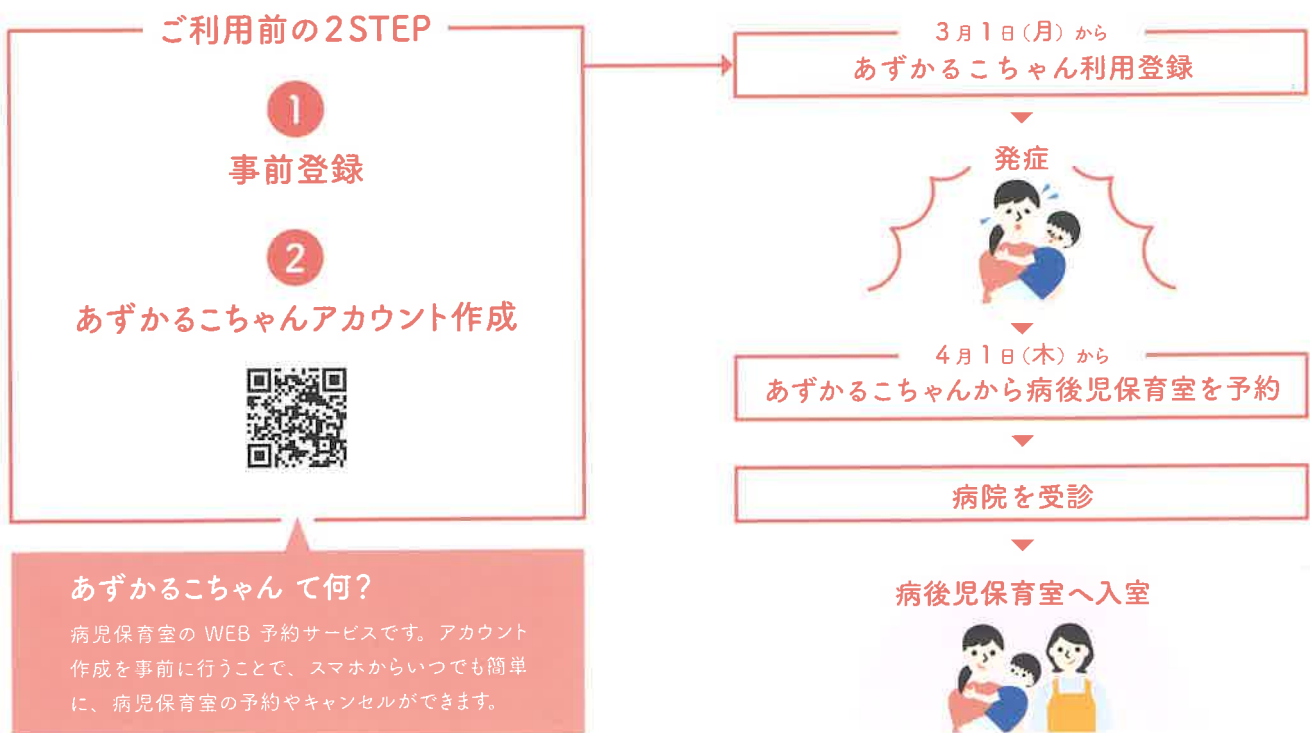 ご利用前の2STEP
1
事前登録
2
あずかるこちゃんアカウント作成
あずかるこちゃん て何?
病児保育室の WEB 予約サービスです。アカウント
作成を事前に行うことで、スマホからいつでも簡単
に、病児保育室の予約やキャンセルができます。
3月1日(月)から
あずかるこちゃん利用登録
発症
4月1日(木)から
あずかるこちゃんから病後児保育室を予約
病院を受診
病後児保育室へ入室